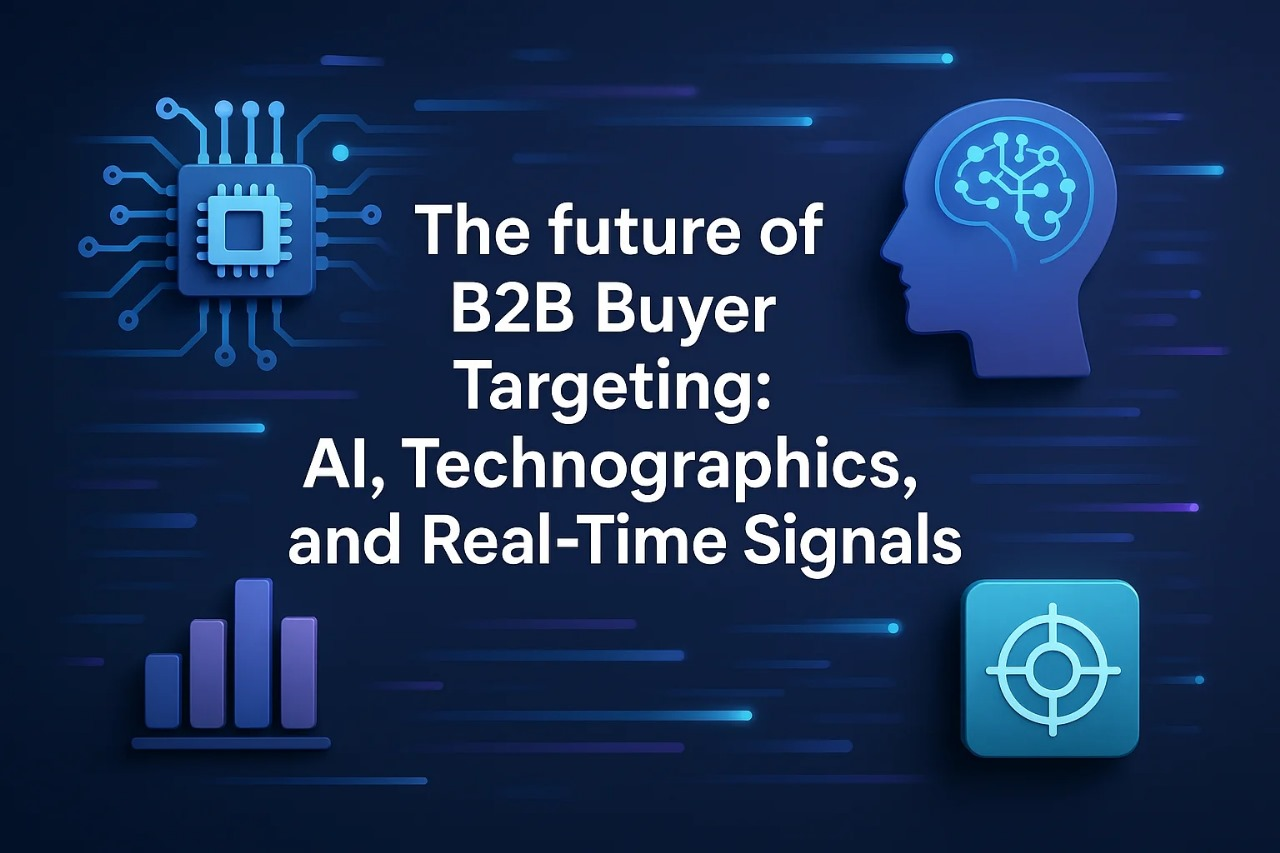 The future of
B2B Buyer
Targeting:
AI, Technographics,
and Real-Time Signals